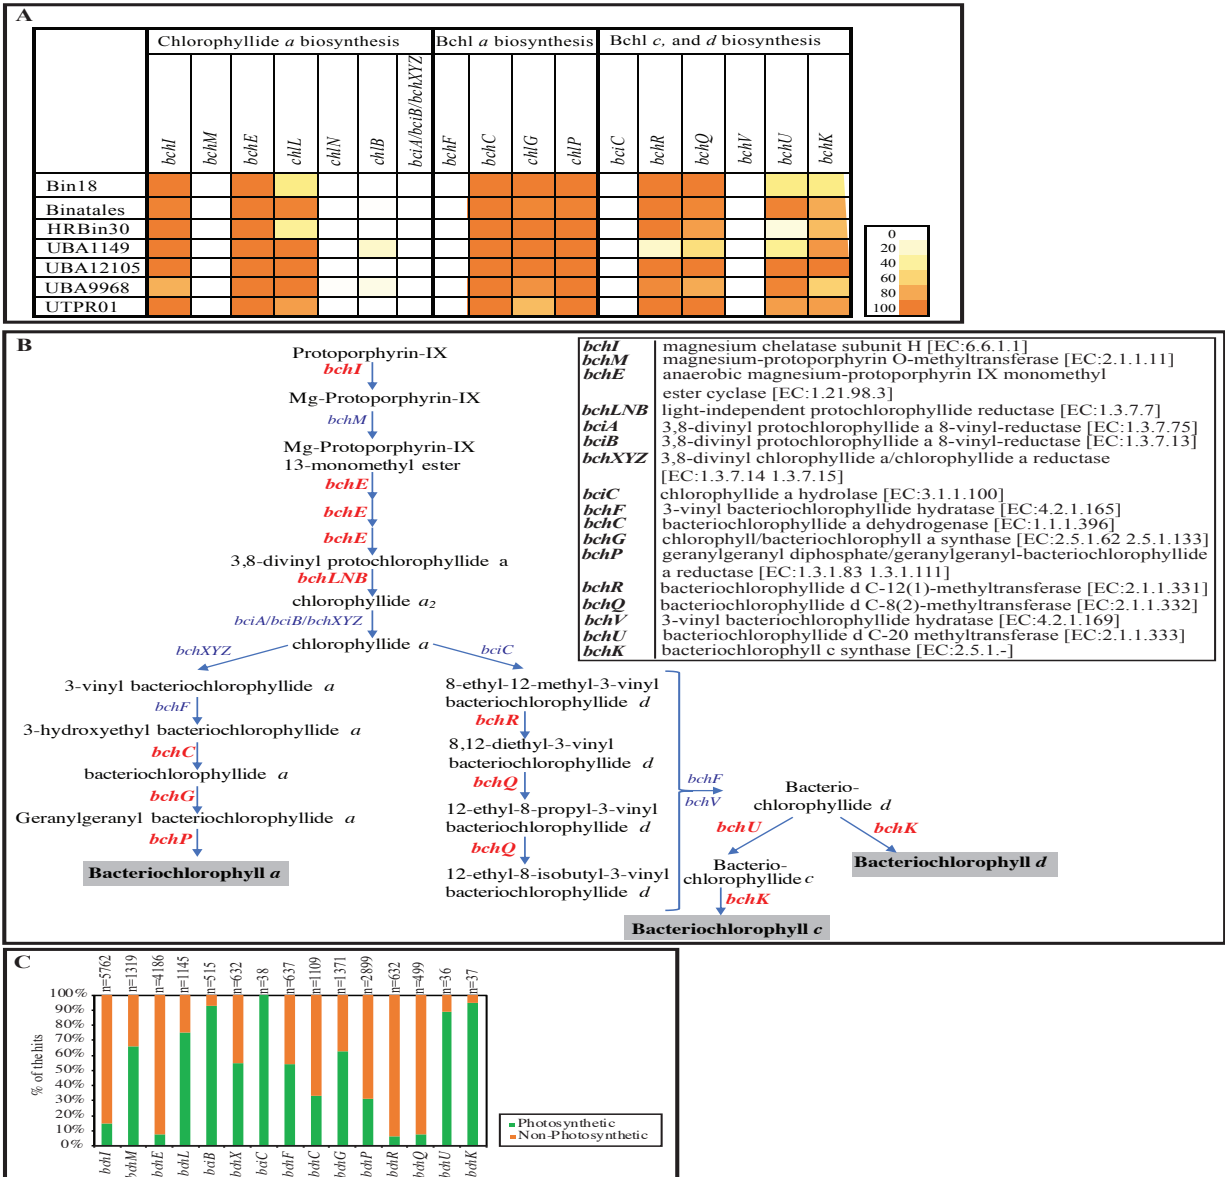 A
Chlorophyllide a biosynthesis
Bchl a biosynthesis
Bchl c, and d biosynthesis
bchI
bchM
bchE
chlL
chlN
chlB
bciA/bciB/bchXYZ
bchF
bchC
chlG
chlP
bciC
bchR
bchQ
bchV
bchU
bchK
Bin18
Binatales
HRBin30
UBA1149
UBA12105
UBA9968
UTPR01
0
20
40
60
80
100
B
Protoporphyrin-IX
bchI
Mg-Protoporphyrin-IX
bchM
Mg-Protoporphyrin-IX
13-monomethyl ester
bchE
bchE
bchE
3,8-divinyl protochlorophyllide a
bchLNB
chlorophyllide a2
bciA/bciB/bchXYZ
chlorophyllide a
bchXYZ
bciC
3-vinyl bacteriochlorophyllide a
bchF
3-hydroxyethyl bacteriochlorophyllide a
bchC
bacteriochlorophyllide a
bchG
Geranylgeranyl bacteriochlorophyllide a
bchP
Bacteriochlorophyll a
8-ethyl-12-methyl-3-vinyl
bacteriochlorophyllide d
bchR
8,12-diethyl-3-vinyl
bacteriochlorophyllide d
bchQ
12-ethyl-8-propyl-3-vinyl
bacteriochlorophyllide d
bchQ
12-ethyl-8-isobutyl-3-vinyl
bacteriochlorophyllide d
bchF
bchV
Bacterio-
chlorophyllide d
bchU
bchK
Bacterio-
chlorophyllide c
Bacteriochlorophyll d
bchK
Bacteriochlorophyll c
bchI magnesium chelatase subunit H [EC:6.6.1.1]
bchM magnesium-protoporphyrin O-methyltransferase [EC:2.1.1.11]
bchE anaerobic magnesium-protoporphyrin IX monomethyl
ester cyclase [EC:1.21.98.3]
bchLNB light-independent protochlorophyllide reductase [EC:1.3.7.7]
bciA 3,8-divinyl protochlorophyllide a 8-vinyl-reductase [EC:1.3.7.75]
bciB 3,8-divinyl protochlorophyllide a 8-vinyl-reductase [EC:1.3.7.13]
bchXYZ 3,8-divinyl chlorophyllide a/chlorophyllide a reductase
[EC:1.3.7.14 1.3.7.15]
bciC chlorophyllide a hydrolase [EC:3.1.1.100]
bchF 3-vinyl bacteriochlorophyllide hydratase [EC:4.2.1.165]
bchC bacteriochlorophyllide a dehydrogenase [EC:1.1.1.396]
bchG chlorophyll/bacteriochlorophyll a synthase [EC:2.5.1.62 2.5.1.133]
bchP geranylgeranyl diphosphate/geranylgeranyl-bacteriochlorophyllide
a reductase [EC:1.3.1.83 1.3.1.111]
bchR bacteriochlorophyllide d C-12(1)-methyltransferase [EC:2.1.1.331]
bchQ bacteriochlorophyllide d C-8(2)-methyltransferase [EC:2.1.1.332]
bchV 3-vinyl bacteriochlorophyllide hydratase [EC:4.2.1.169]
bchU bacteriochlorophyllide d C-20 methyltransferase [EC:2.1.1.333]
bchK bacteriochlorophyll c synthase [EC:2.5.1.-]
C
n=5762
n=1319
n=4186
n=1145
n=515
n=632
n=38
n=637
n=1109
n=1371
n=2899
n=632
n=499
n=36
n=37
% of the hits
100%
90%
80%
70%
60%
50%
40%
30%
20%
10%
0%
bchI
bchM
bchE
bchL
bciB
bchX
bciC
bchF
bchC
bchG
bchP
bchR
bchQ
bchU
bchK
Photosynthetic
Non-Photosynthetic